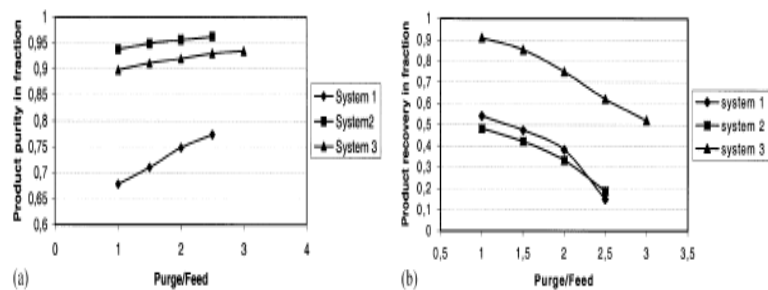 1
0,95
0,9
0,85
0,8
0,75
0,7
0,65
0,6
Product purity in fraction
0
1
2
3
4
Purge/Feed
System 1
System2
System 3
(a)
1
0,9
0,8
0,7
0,6
0,5
0,4
0,3
0,2
0,1
0
Product recovery in fraction
0,5
1
1,5
2
2,5
3
3,5
Purge/Feed
system 1
system 2
system 3
(b)